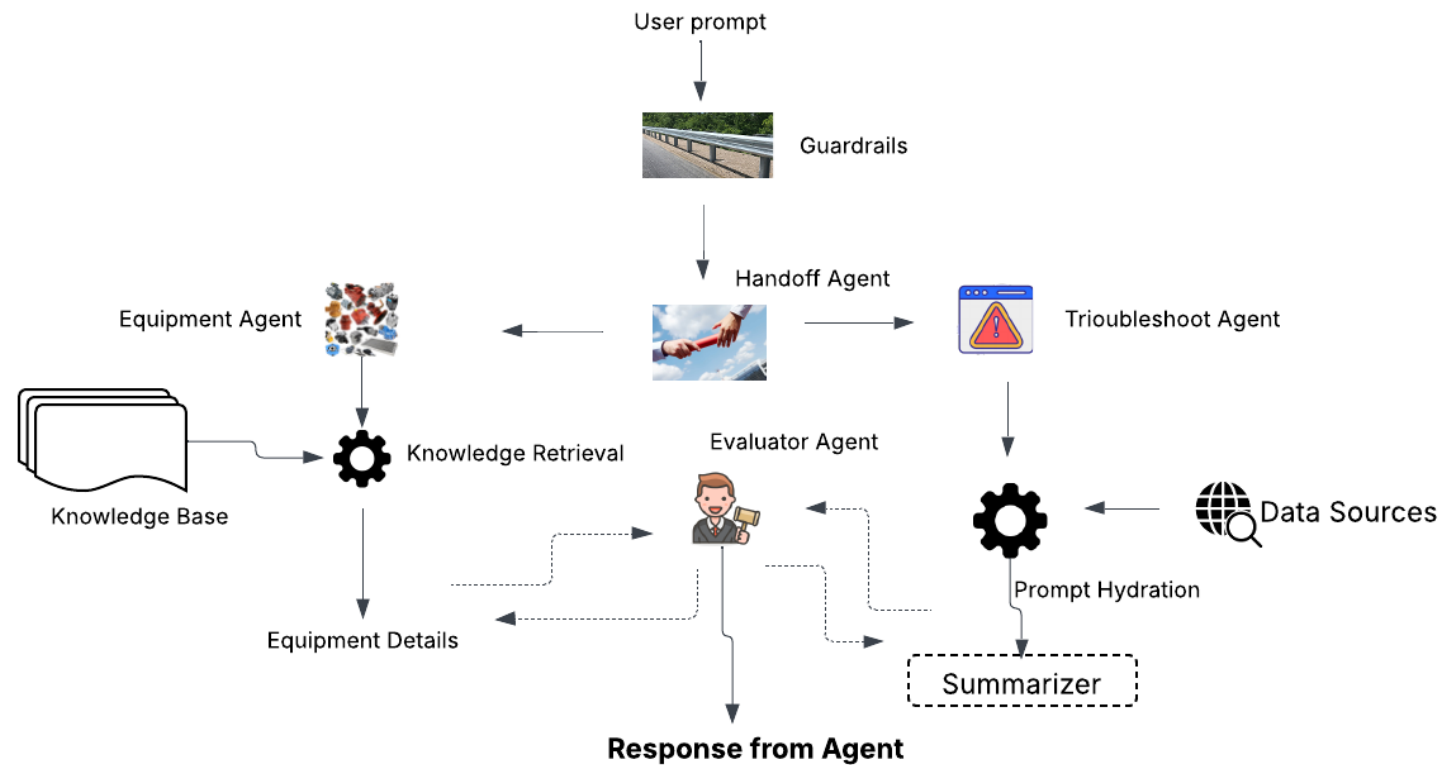 User prompt
Guardrails
Handoff Agent
Equipment Agent
Trioubleshoot Agent
Evaluator Agent
Knowledge Retrieval
Knowledge Base
Data Sources
Prompt Hydration
Equipment Details
Summarizer
Response from Agent